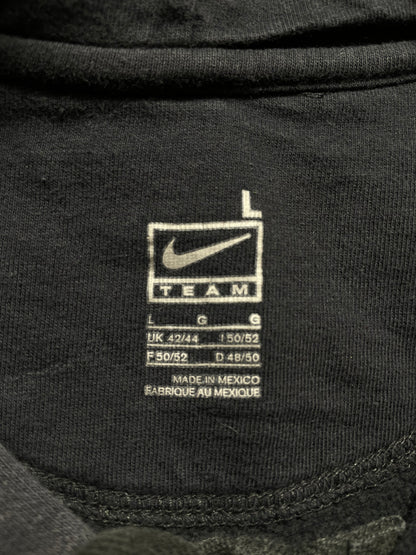 L
TEAM
L G G
UK 42/44 I 50/52
F 50/52 D 48/50
MADE IN MEXICO
FABRIQUE AU MEXIQUE